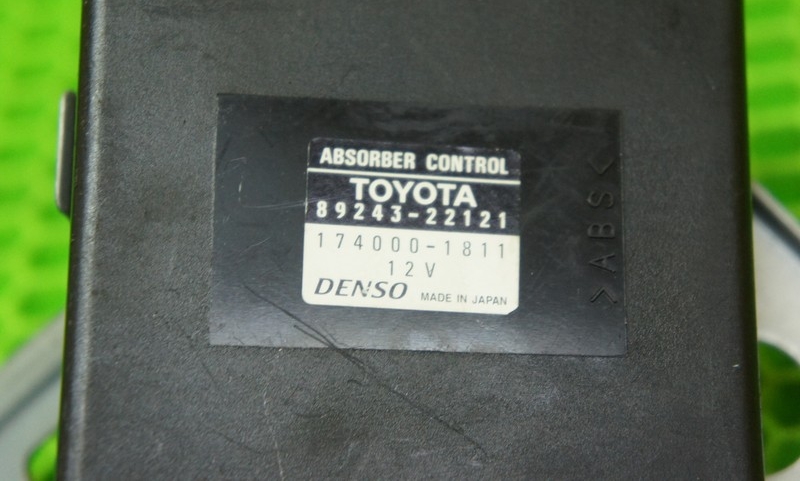 ABSORBER CONTROL
TOYOTA
89243-22121
174000-1811
12V
DENSO MADE IN JAPAN
>ABS<